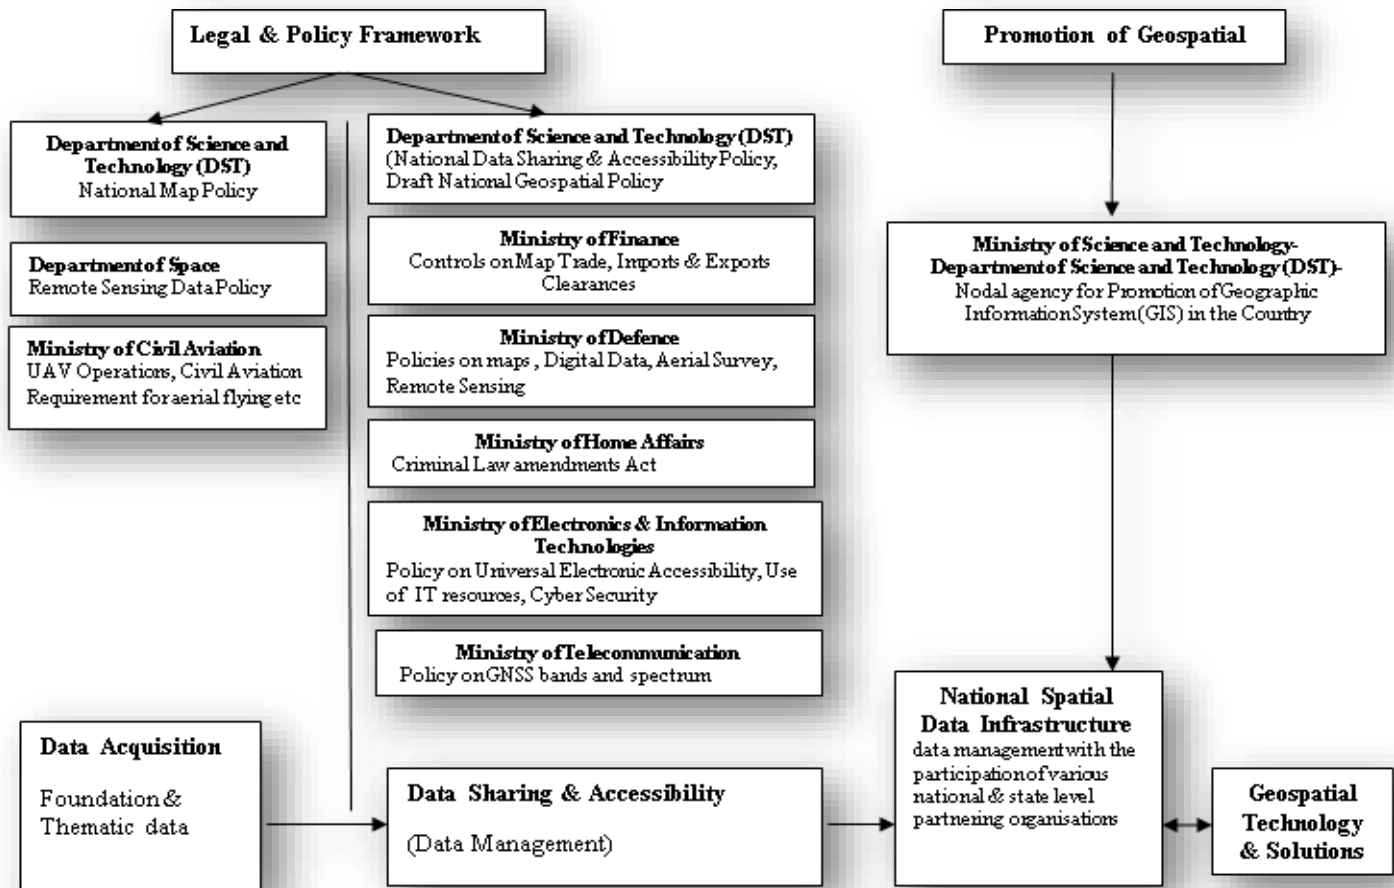 Legal & Policy Framework
Promotion of Geospatial
Department of Science and
Technology (DST)
National Map Policy
Department of Space
Remote Sensing Data Policy
Ministry of Civil Aviation
UAV Operations, Civil Aviation
Requirement for aerial flying etc
Department of Science and Technology (DST)
(National Data Sharing & Accessibility Policy,
Draft National Geospatial Policy
Ministry of Finance
Controls on Map Trade, Imports & Exports
Clearances
Ministry of Defence
Policies on maps , Digital Data, Aerial Survey,
Remote Sensing
Ministry of Home Affairs
Criminal Law amendments Act
Ministry of Electronics & Information
Technologies
Policy on Universal Electronic Accessibility, Use
of IT resources, Cyber Security
Ministry of Telecommunication
Policy on GNSS bands and spectrum
Ministry of Science and Technology-
Department of Science and Technology (DST)-
Nodal agency for Promotion of Geographic
Information System (GIS) in the Country
Data Acquisition
Foundation &
Thematic data
Data Sharing & Accessibility
(Data Management)
National Spatial
Data Infrastructure
data management with the
participation of various
national & state level
partnering organisations
Geospatial
Technology
& Solutions